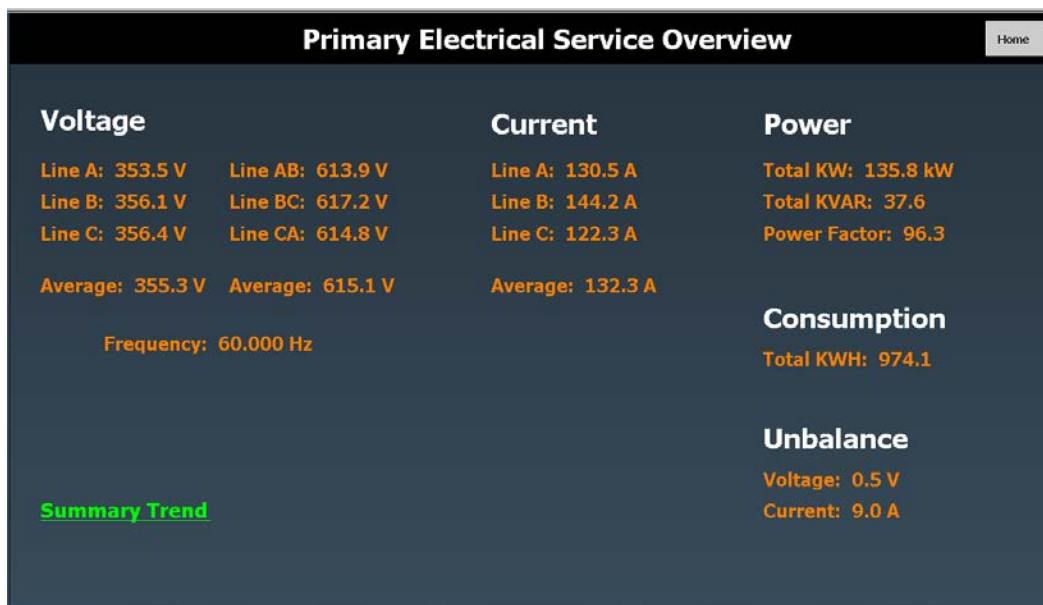 Primary Electrical Service Overview
Home
Voltage
Line A: 353.5 V
Line AB: 613.9 V
Line B: 356.1 V
Line BC: 617.2 V
Line C: 356.4 V
Line CA: 614.8 V
Average: 355.3 V
Average: 615.1 V
Frequency: 60.000 Hz
Summary Trend
Current
Line A: 130.5 A
Line B: 144.2 A
Line C: 122.3 A
Average: 132.3 A
Power
Total KW: 135.8 kW
Total KVAR: 37.6
Power Factor: 96.3
Consumption
Total KWH: 974.1
Unbalance
Voltage: 0.5 V
Current: 9.0 A